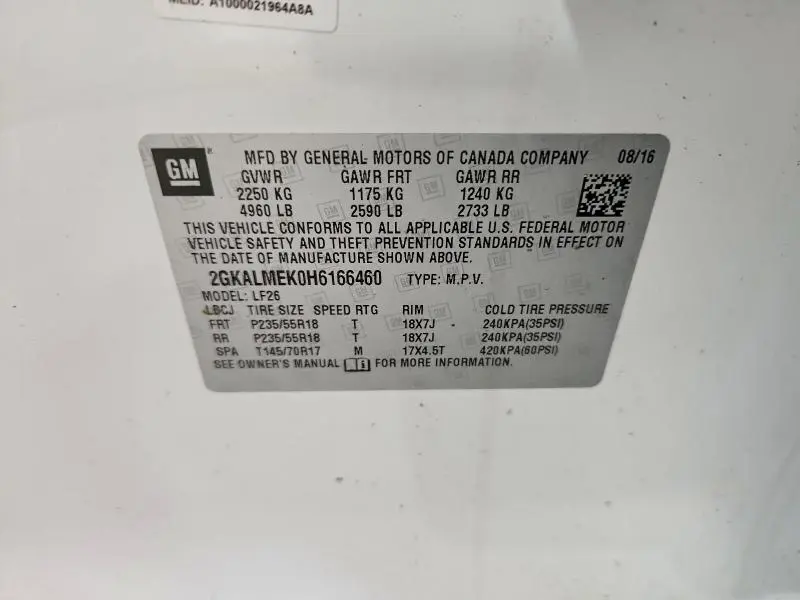 MEID: A1000021964A8A
GM
MFD BY GENERAL MOTORS OF CANADA COMPANY 08/16
GVWR GAWR FRT GAWR RR
2250 KG 1175 KG 1240 KG
4960 LB 2590 LB 2733 LB
THIS VEHICLE CONFORMS TO ALL APPLICABLE U.S. FEDERAL MOTOR
VEHICLE SAFETY AND THEFT PREVENTION STANDARDS IN EFFECT ON
THE DATE OF MANUFACTURE SHOWN ABOVE.
2GKALMEK0H6166460 TYPE: M.P.V.
MODEL: LF26
LBCJ TIRE SIZE SPEED RTG RIM COLD TIRE PRESSURE
FRT P235/55R18 T 18X7J 240KPA(35PSI)
RR P235/55R18 T 18X7J 240KPA(35PSI)
SPA T145/70R17 M 17X4.5T 420KPA(60PSI)
SEE OWNER'S MANUAL FOR MORE INFORMATION.